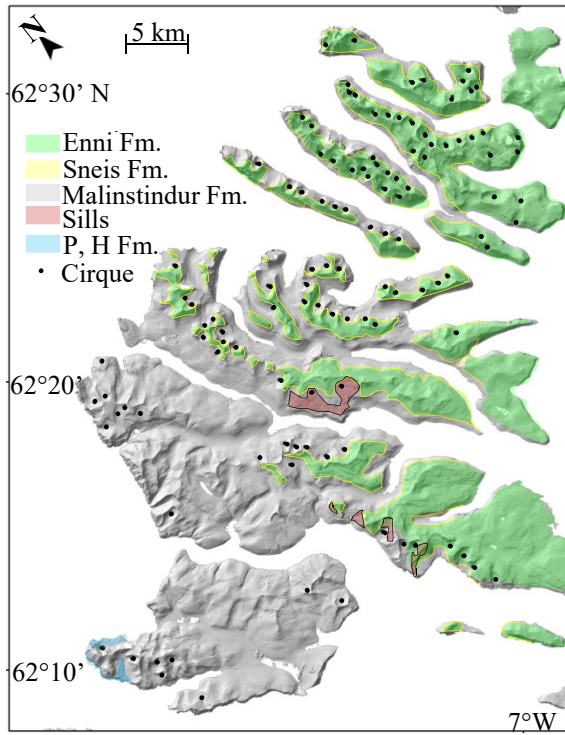 N
5 km
62°30’ N
Enni Fm.
Sneis Fm.
Malinstindur Fm.
Sills
P, H Fm.
Cirque
62°20’
62°10’
7°W